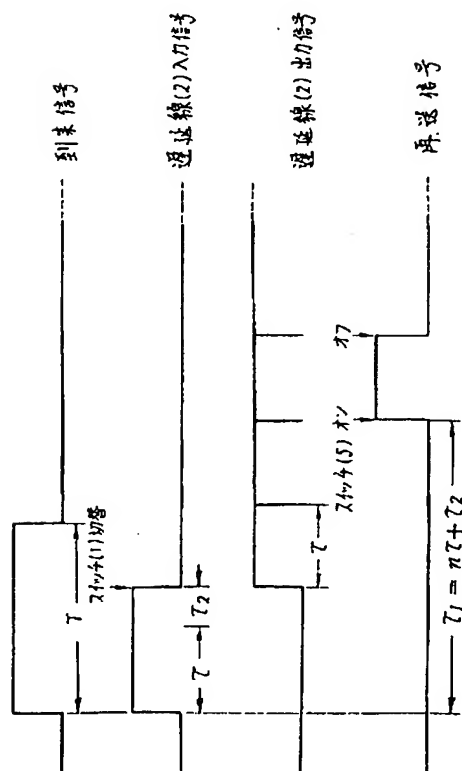 到来信号
T
スイッチ(1)切替
遅延線(2)入力信号
τ
τ2
遅延線(2)出力信号
τ
スイッチ(5) オン
オフ
再送信号
τ1 = nτ + τ2